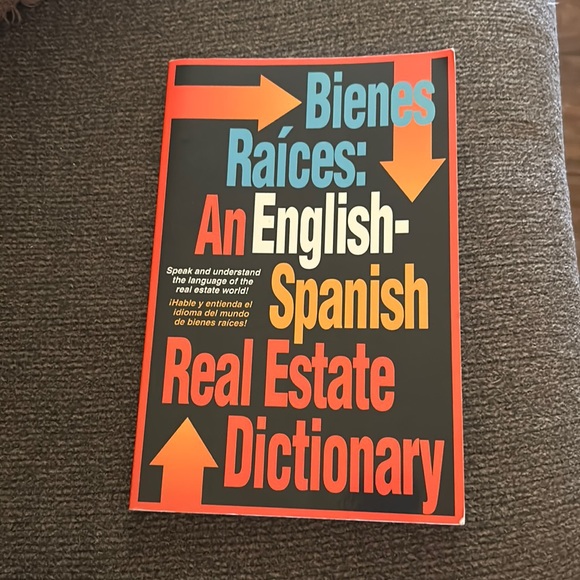 Bienes
Raíces:
An English-
Spanish
Speak and understand
the language of the
real estate world!
¡Hable y entienda el
idioma del mundo
de bienes raíces!
Real Estate
Dictionary